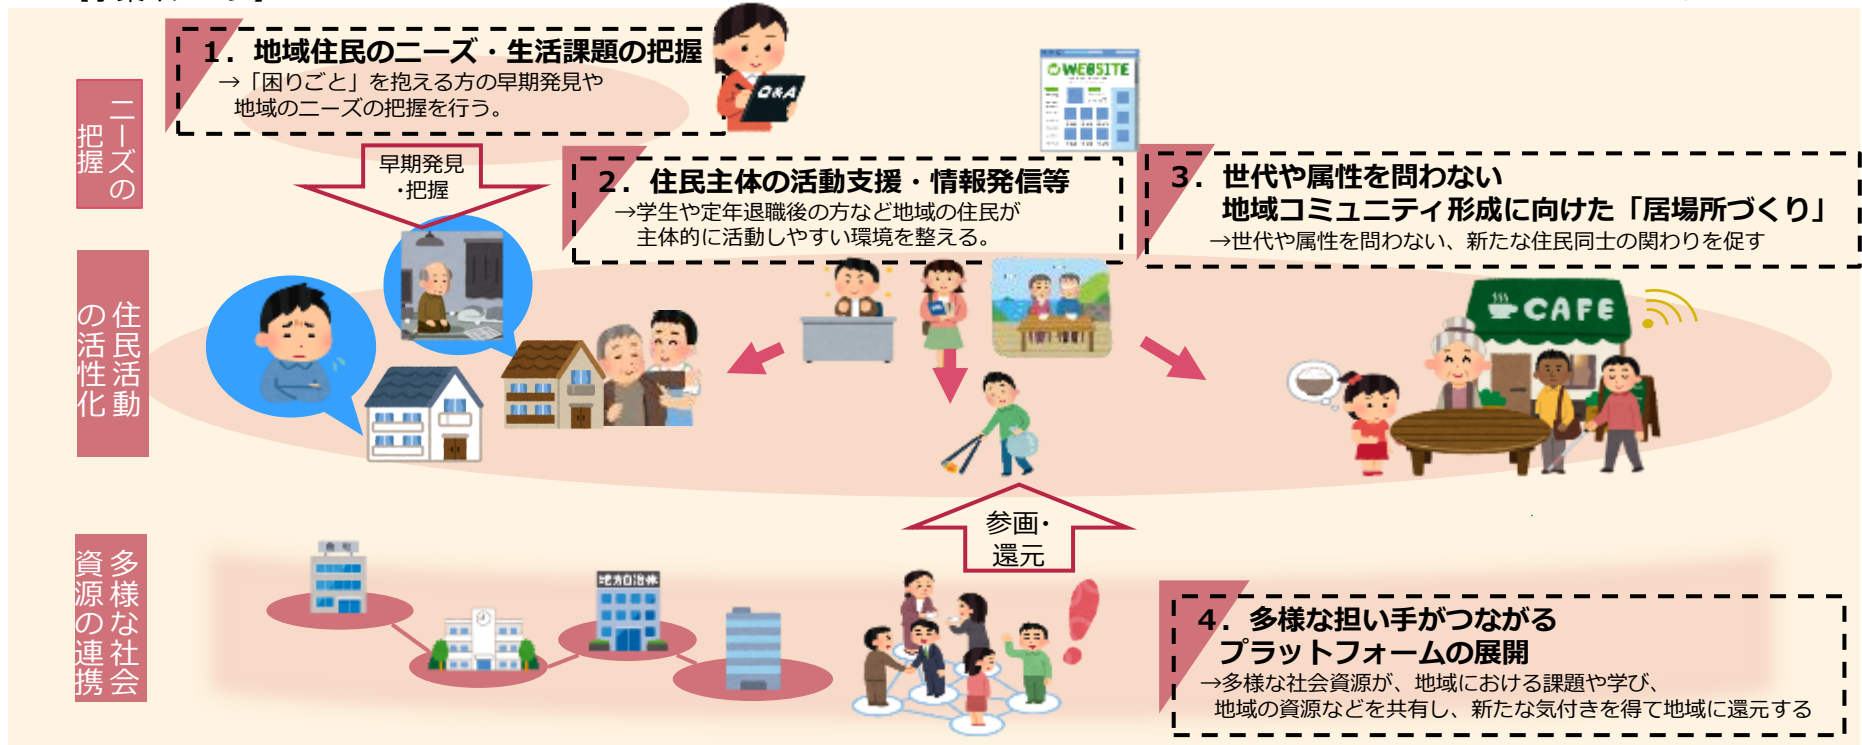 1．地域住民のニーズ・生活課題の把握
→「困りごと」を抱える方の早期発見や
地域のニーズの把握を行う。
Q&A
WEBSITE
ニーズの
把握
早期発見
・把握
2．住民主体の活動支援・情報発信等
→学生や定年退職後の方など地域の住民が
主体的に活動しやすい環境を整える。
3．世代や属性を問わない
地域コミュニティ形成に向けた「居場所づくり」
→世代や属性を問わない、新たな住民同士の関わりを促す
住民活動
の活性化
CAFE
参画・
還元
多様な社会
資源の連携
会社
地方自治体
4．多様な担い手がつながる
プラットフォームの展開
→多様な社会資源が、地域における課題や学び、
地域の資源などを共有し、新たな気付きを得て地域に還元する